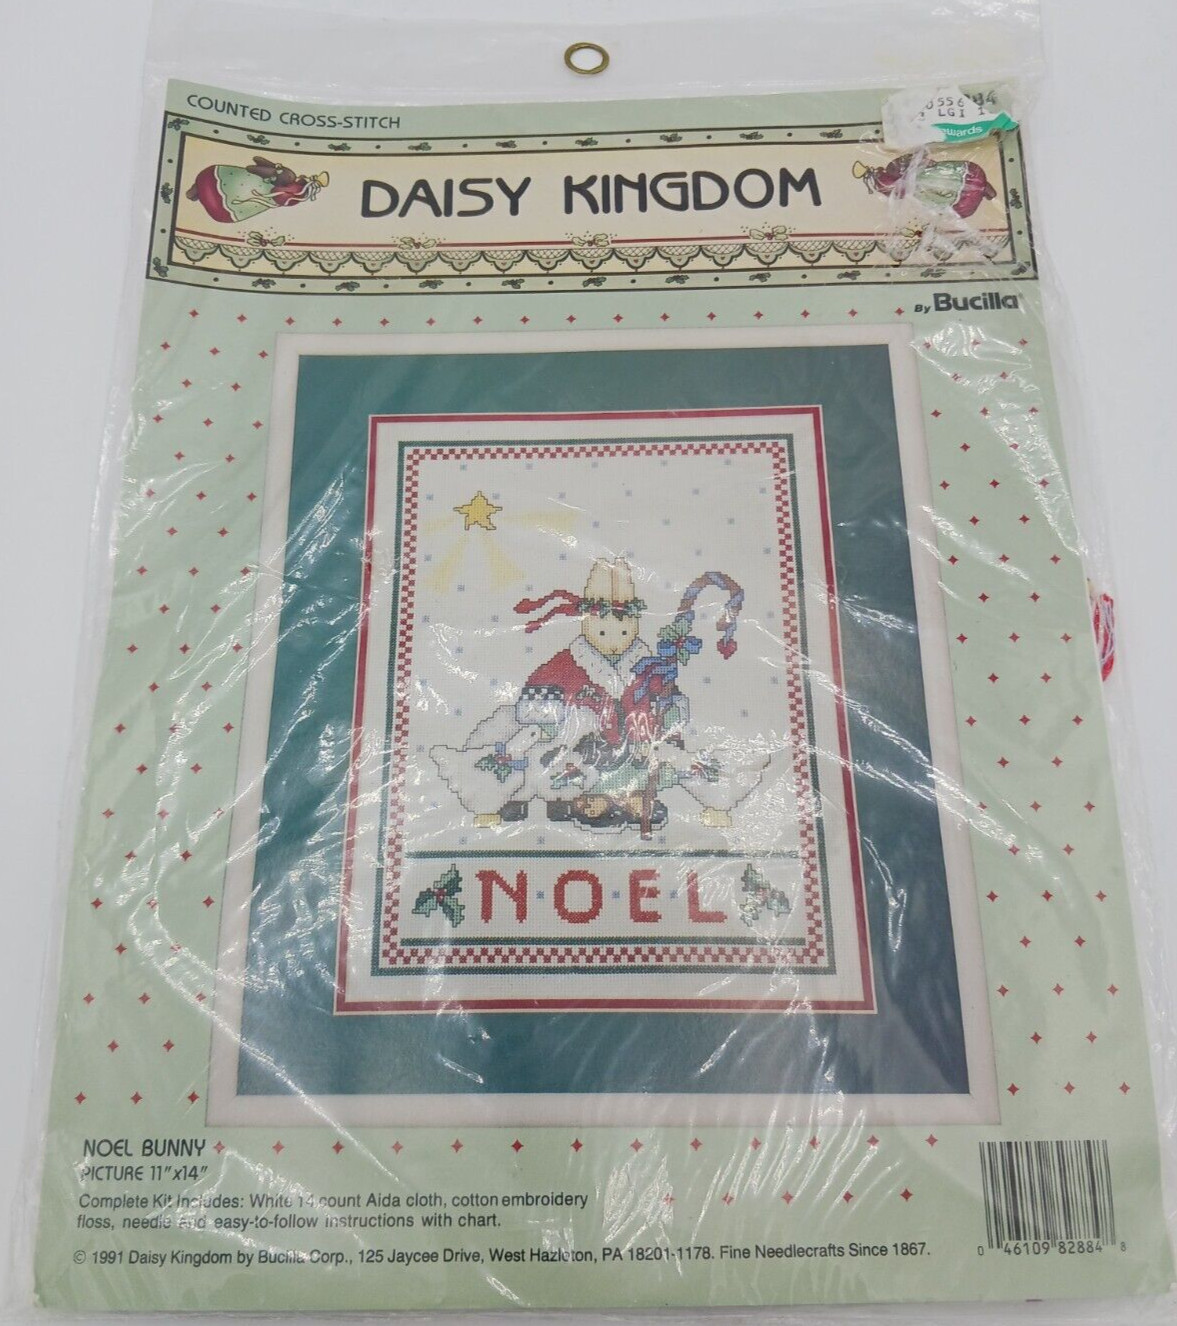 COUNTED CROSS-STITCH
DAISY KINGDOM
By Bucilla
NOEL
NOEL BUNNY
PICTURE 11"x14"
Complete Kit Includes: White 14 count Aida cloth, cotton embroidery
floss, needle and easy-to-follow instructions with chart.
© 1991 Daisy Kingdom by Bucilla Corp., 125 Jaycee Drive, West Hazleton, PA 18201-1178. Fine Needlecrafts Since 1867.
0 46109 82884 8